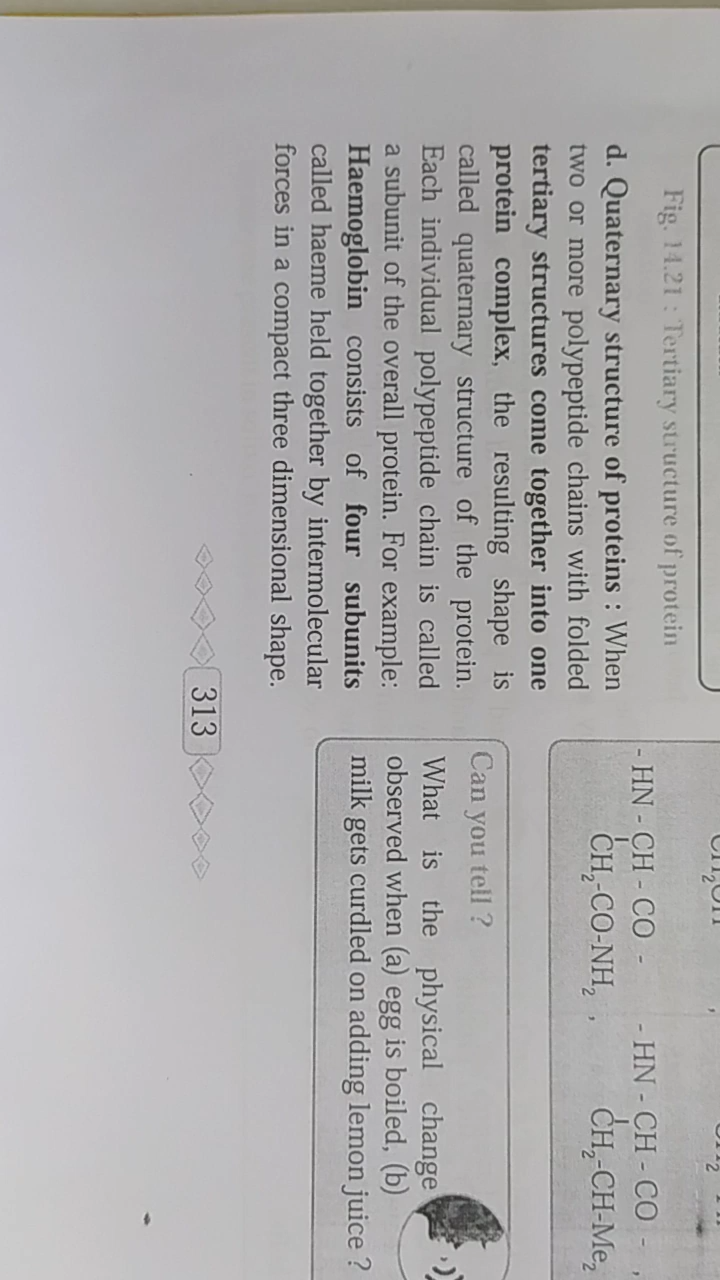 Fig. 14.21 : Tertiary structure of protein
d. Quaternary structure of proteins : When
two or more polypeptide chains with folded
tertiary structures come together into one
protein complex, the resulting shape is
called quaternary structure of the protein.
Each individual polypeptide chain is called
a subunit of the overall protein. For example:
Haemoglobin consists of four subunits
called haeme held together by intermolecular
forces in a compact three dimensional shape.
- HN - CH - CO - - HN - CH - CO - ,
CH₂-CO-NH₂ , CH₂-CH-Me₂
Can you tell ?
What is the physical change
observed when (a) egg is boiled, (b)
milk gets curdled on adding lemon juice ?
313